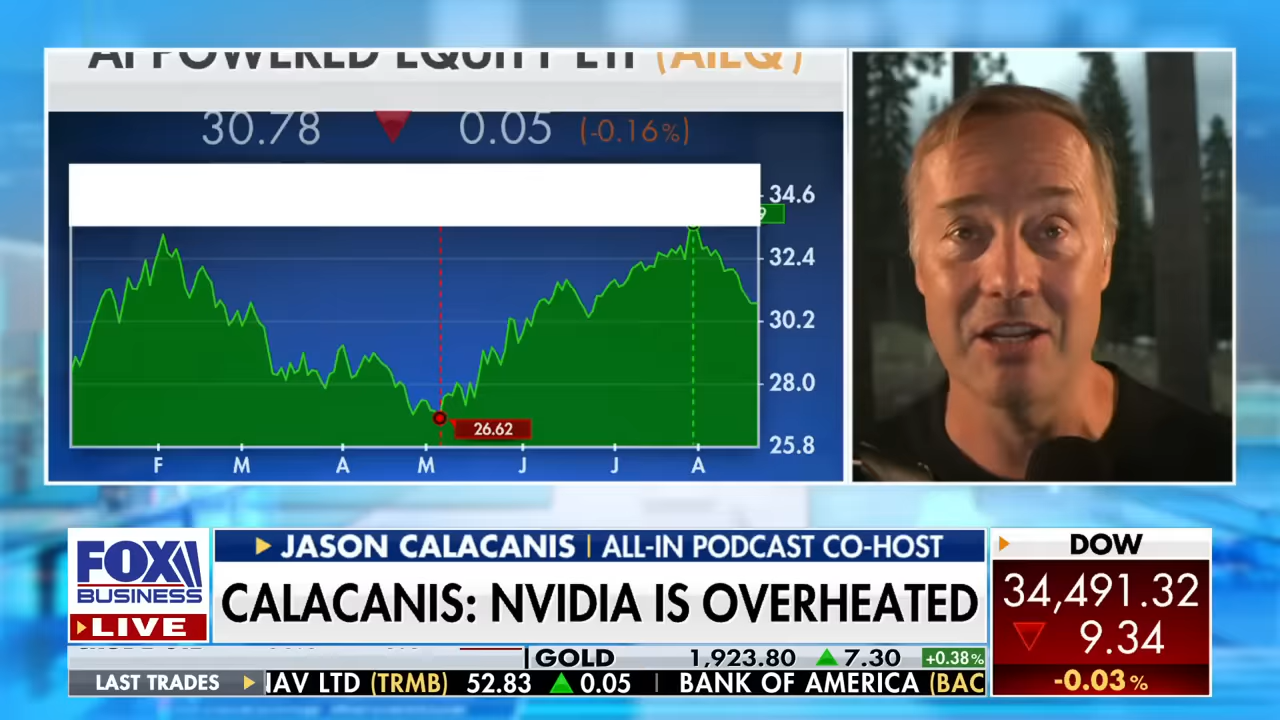 AI POWERED EQUITY ETF (AIEQ)
30.78 ▼ 0.05 (-0.16%)
34.6
9
32.4
30.2
28.0
25.8
26.62
F M A M J J A
FOX BUSINESS
LIVE
JASON CALACANIS | ALL-IN PODCAST CO-HOST
CALACANIS: NVIDIA IS OVERHEATED
DOW
34,491.32
▼ 9.34
-0.03%
GOLD 1,923.80 ▲ 7.30 +0.38%
LAST TRADES IAV LTD (TRMB) 52.83 ▲ 0.05 | BANK OF AMERICA (BAC